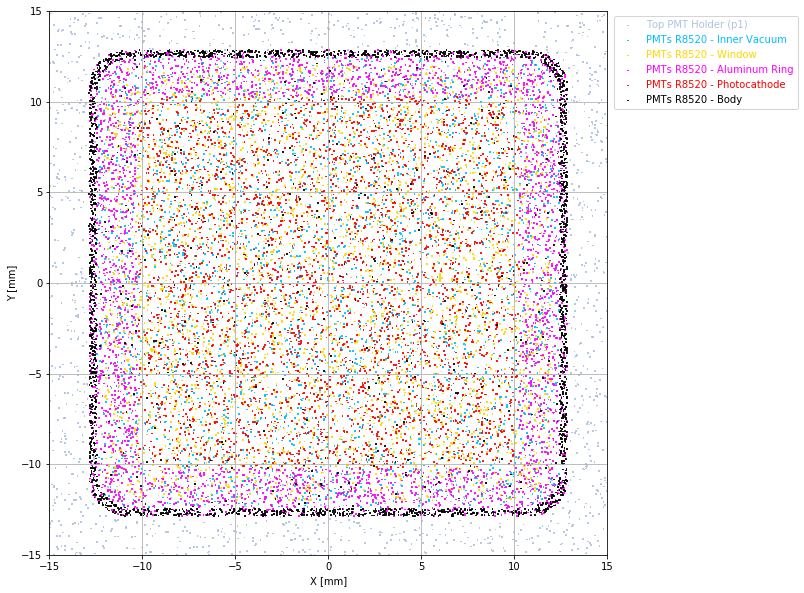 Top PMT Holder (p1)
PMTs R8520 - Inner Vacuum
PMTs R8520 - Window
PMTs R8520 - Aluminum Ring
PMTs R8520 - Photocathode
PMTs R8520 - Body
15
10
5
0
−5
−10
−15
Y [mm]
−15 −10 −5 0 5 10 15
X [mm]